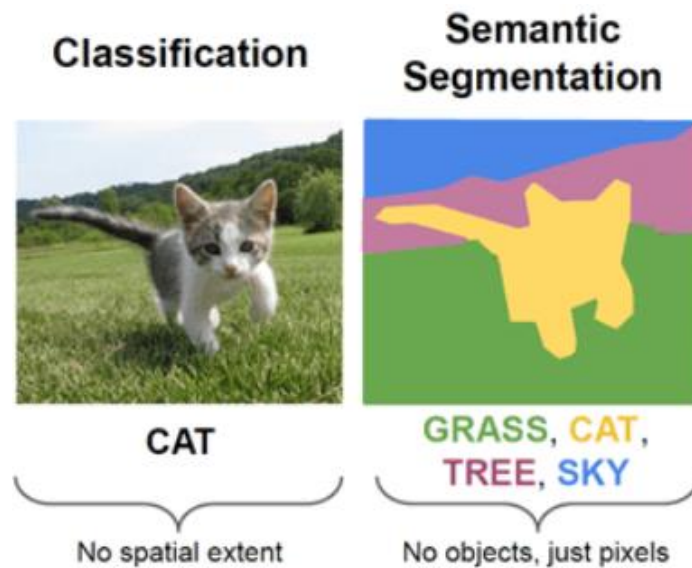 Classification
Semantic
Segmentation
CAT
GRASS, CAT,
TREE, SKY
No spatial extent
No objects, just pixels